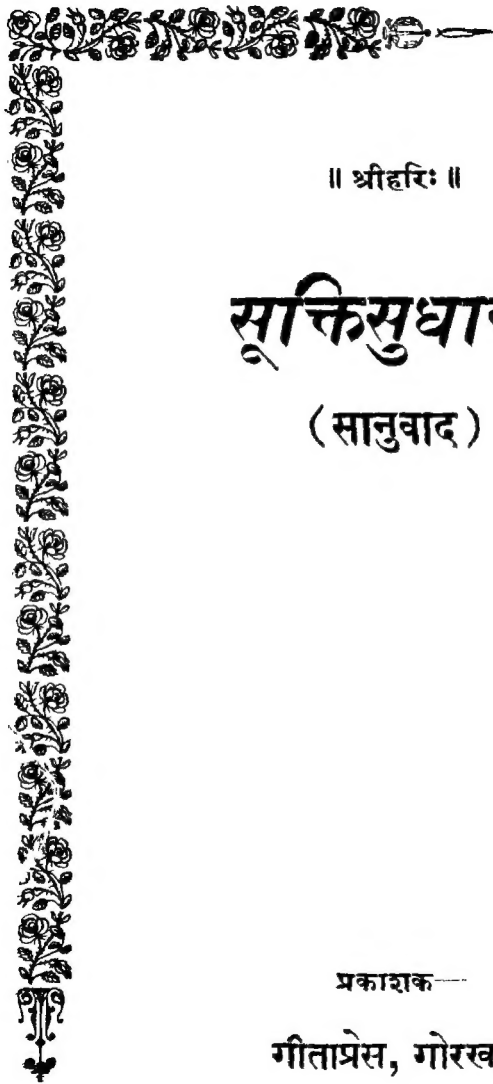 ॥ श्रीहरिः ॥
सूक्तिसुधा
(सानुवाद)
प्रकाशक—
गीताप्रेस, गोरख